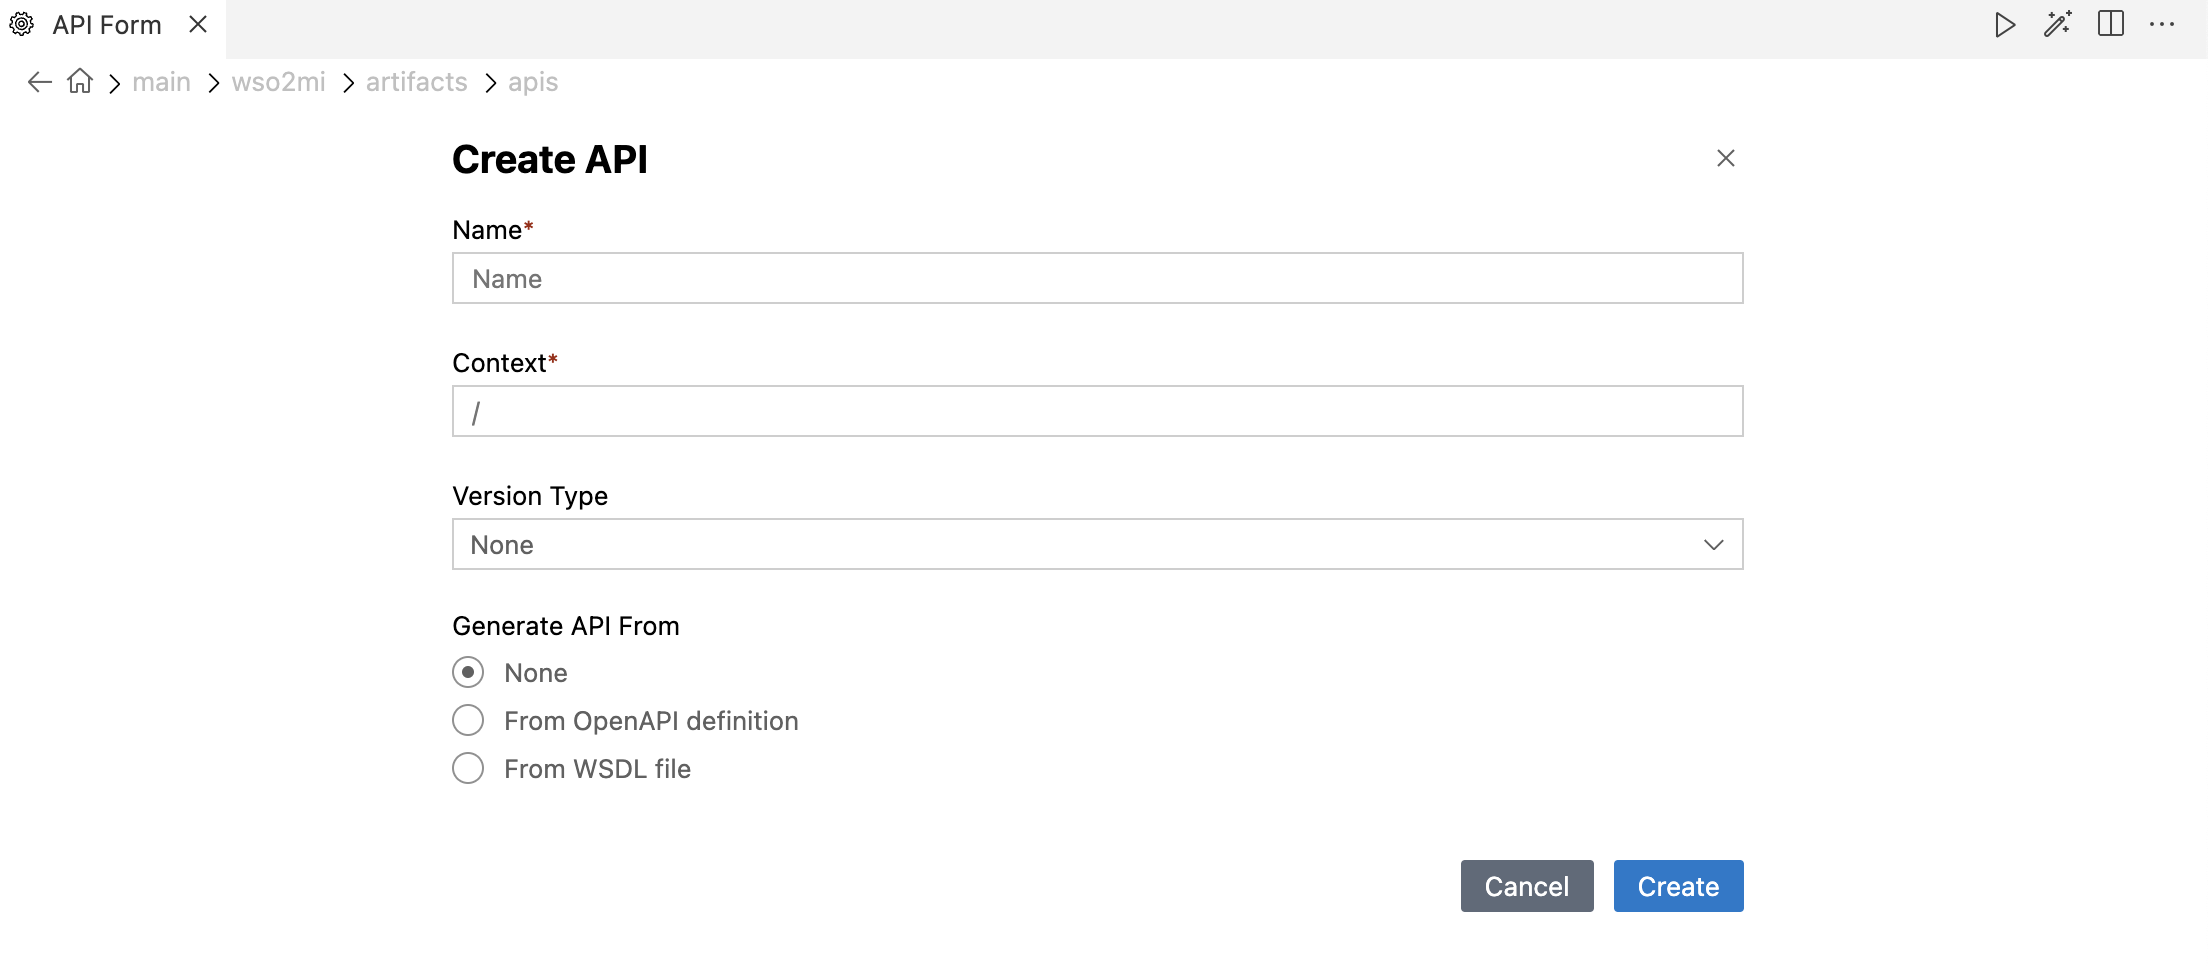 API Form
main wso2mi artifacts apis
Create API
Name*
Name
Context*
/
Version Type
None
Generate API From
None
From OpenAPI definition
From WSDL file
Cancel Create